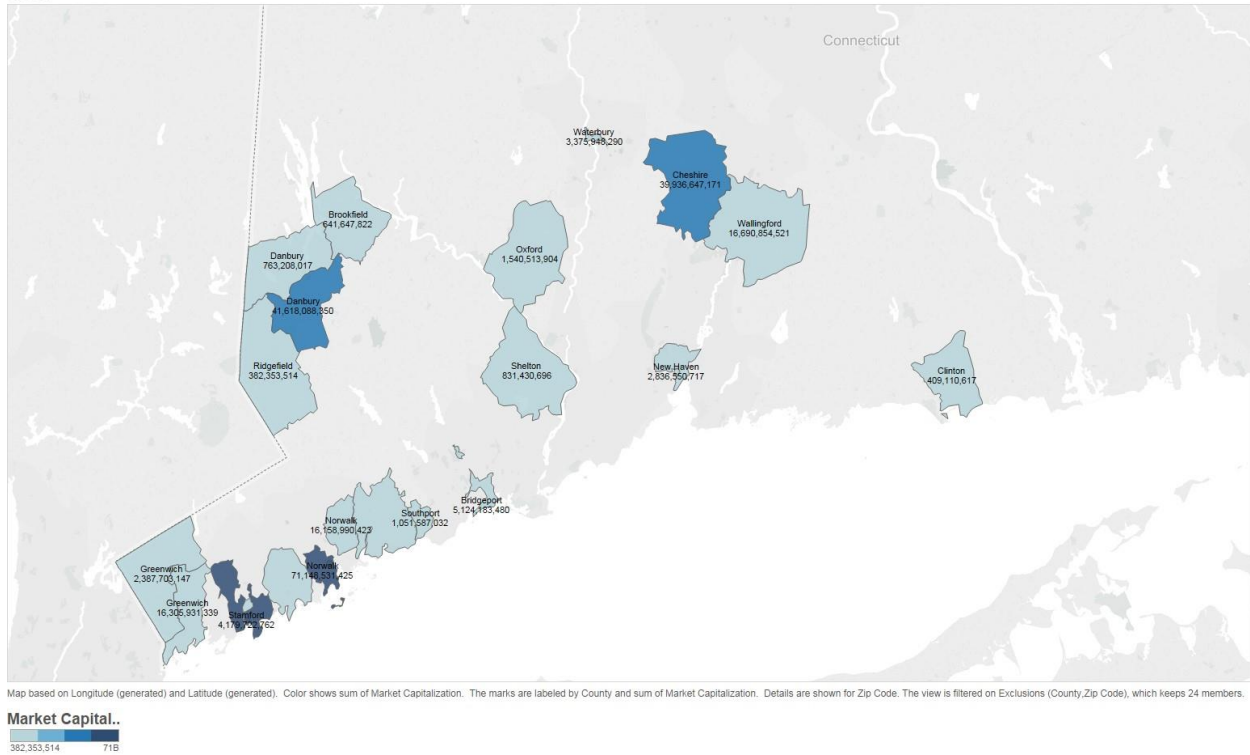 Connecticut
Waterbury
3,375,948,290
Cheshire
39,936,647,171
Brookfield
641,647,822
Wallingford
16,690,854,521
Oxford
1,540,513,904
Danbury
763,208,017
Danbury
41,618,088,350
Ridgefield
382,353,514
Shelton
831,430,696
New Haven
2,836,550,717
Clinton
409,110,617
Bridgeport
5,124,183,480
Southport
1,051,587,032
Norwalk
16,158,990,423
Norwalk
71,148,531,425
Greenwich
2,387,703,147
Greenwich
16,305,931,339
Stamford
4,179,722,762
Map based on Longitude (generated) and Latitude (generated). Color shows sum of Market Capitalization. The marks are labeled by County and sum of Market Capitalization. Details are shown for Zip Code. The view is filtered on Exclusions (County,Zip Code), which keeps 24 members.
Market Capital..
382,353,514 71B